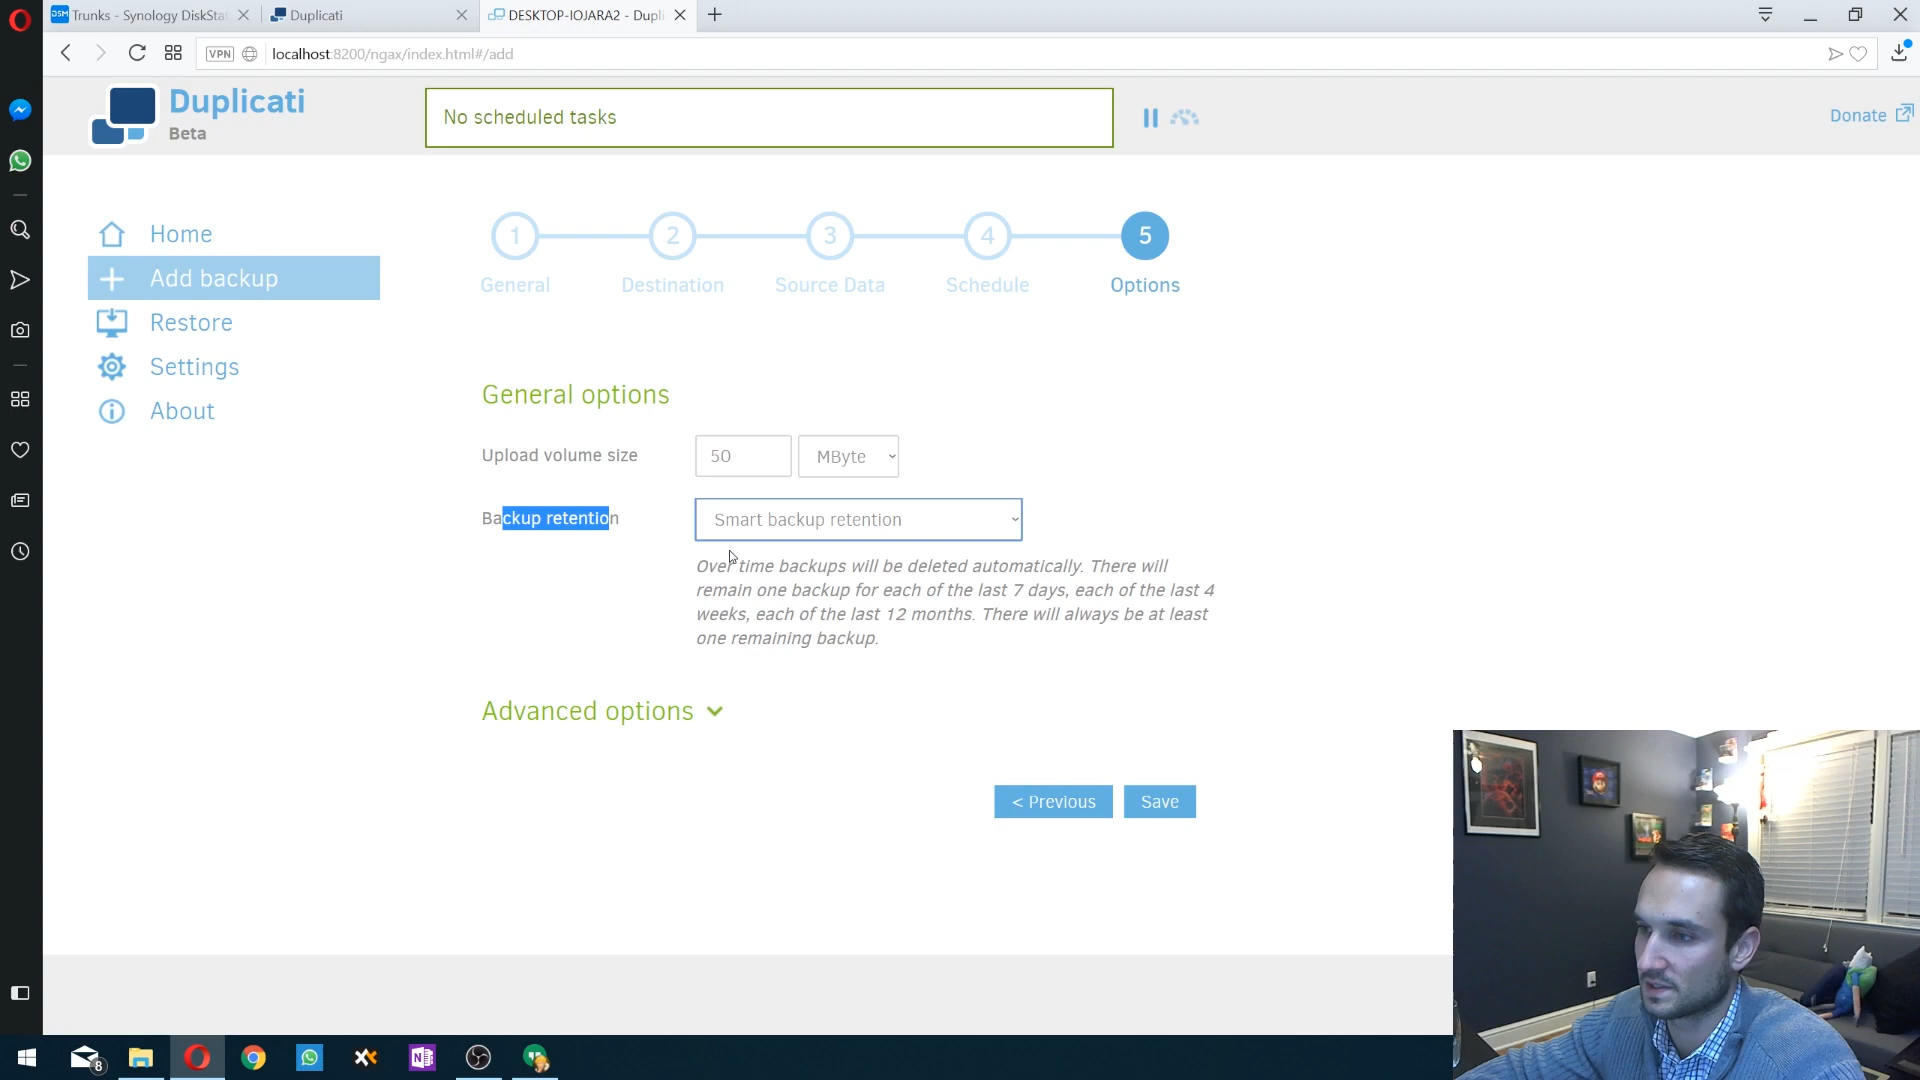 DSM Trunks - Synology DiskStat
Duplicati
DESKTOP-IOJARA2 - Dupli
VPN
localhost:8200/ngax/index.html#/add
Duplicati
Beta
No scheduled tasks
Donate
Home
Add backup
Restore
Settings
About
1
2
3
4
5
General
Destination
Source Data
Schedule
Options
General options
Upload volume size
50
MByte
Backup retention
Smart backup retention
Over time backups will be deleted automatically. There will
remain one backup for each of the last 7 days, each of the last 4
weeks, each of the last 12 months. There will always be at least
one remaining backup.
Advanced options
< Previous
Save
8
N